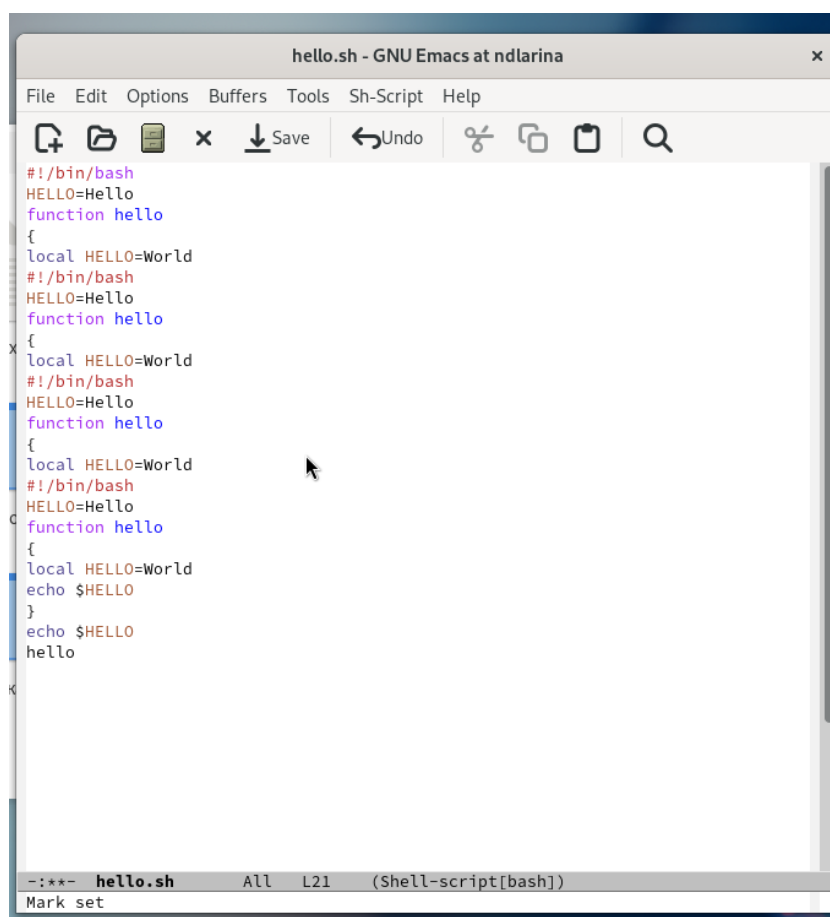 hello.sh - GNU Emacs at ndlarina
File Edit Options Buffers Tools Sh-Script Help
Save Undo
#!/bin/bash
HELLO=Hello
function hello
{
local HELLO=World
#!/bin/bash
HELLO=Hello
function hello
{
local HELLO=World
#!/bin/bash
HELLO=Hello
function hello
{
local HELLO=World
#!/bin/bash
HELLO=Hello
function hello
{
local HELLO=World
echo $HELLO
}
echo $HELLO
hello
-:**- hello.sh All L21 (Shell-script[bash])
Mark set